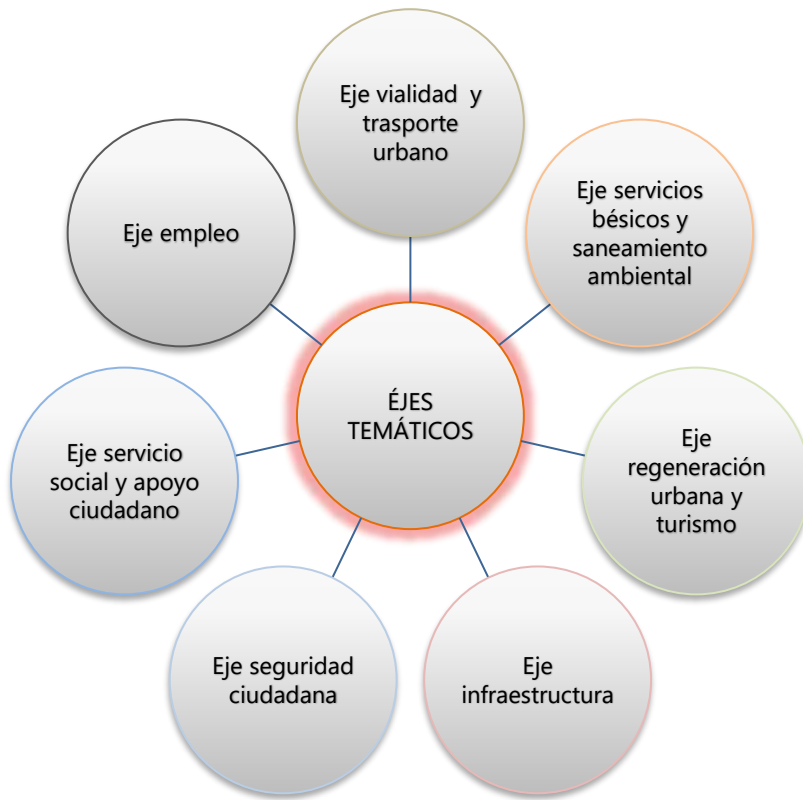 Eje vialidad y
trasporte
urbano
Eje servicios
bésicos y
saneamiento
ambiental
Eje
regeneración
urbana y
turismo
Eje
infraestructura
Eje seguridad
ciudadana
Eje servicio
social y apoyo
ciudadano
Eje empleo
ÉJES
TEMÁTICOS